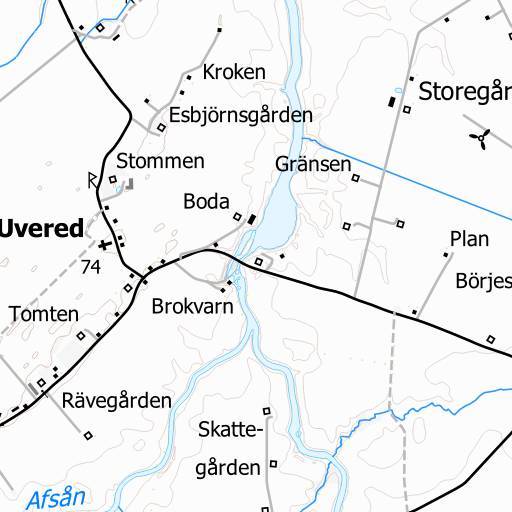 Kroken
Storegår
Esbjörnsgården
Stommen
Gränsen
Boda
Uvered
Plan
74
Börjes
Tomten
Brokvarn
Rävegården
Skatte-
gården
Afsån